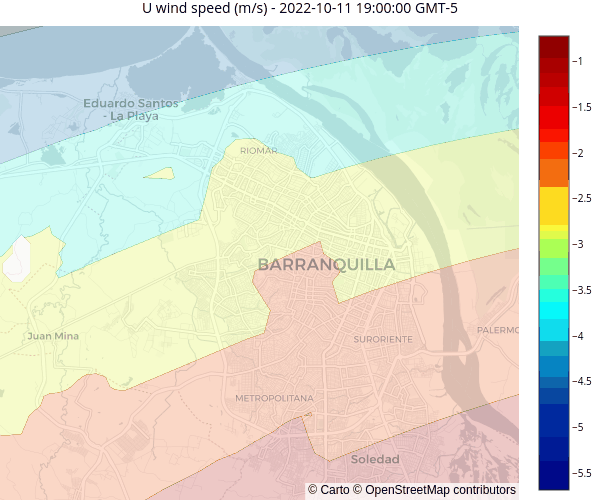 U wind speed (m/s) - 2022-10-11 19:00:00 GMT-5
Eduardo Santos
- La Playa
RIOMAR
BARRANQUILLA
Juan Mina
SURORIENTE
PALERMO
METROPOLITANA
Soledad
© Carto © OpenStreetMap contributors
−1
−1.5
−2
−2.5
−3
−3.5
−4
−4.5
−5
−5.5